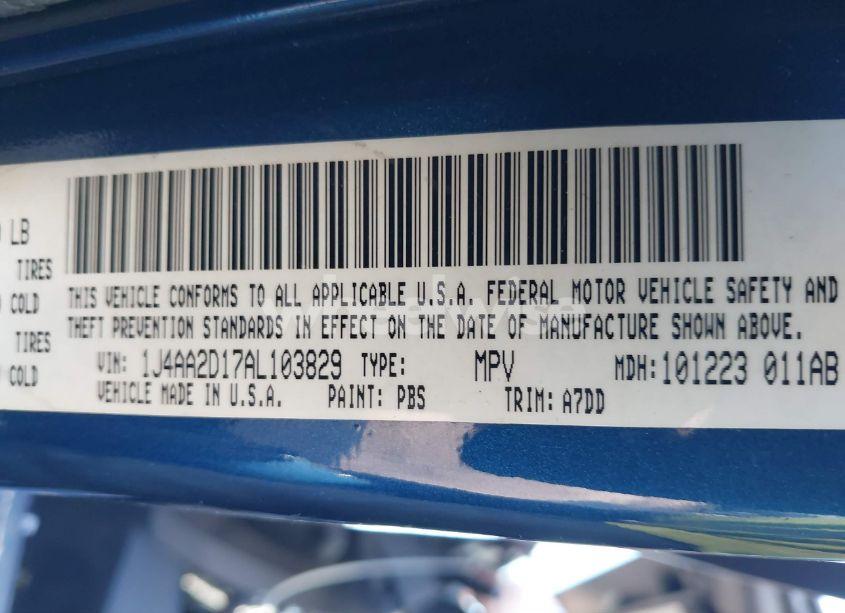 LB
TIRES
COLD
TIRES
COLD
THIS VEHICLE CONFORMS TO ALL APPLICABLE U.S.A. FEDERAL MOTOR VEHICLE SAFETY AND
THEFT PREVENTION STANDARDS IN EFFECT ON THE DATE OF MANUFACTURE SHOWN ABOVE.
VIN: 1J4AA2D17AL103829 TYPE: MPV MDH: 101223 011AB
VEHICLE MADE IN U.S.A. PAINT: PBS TRIM: A7DD